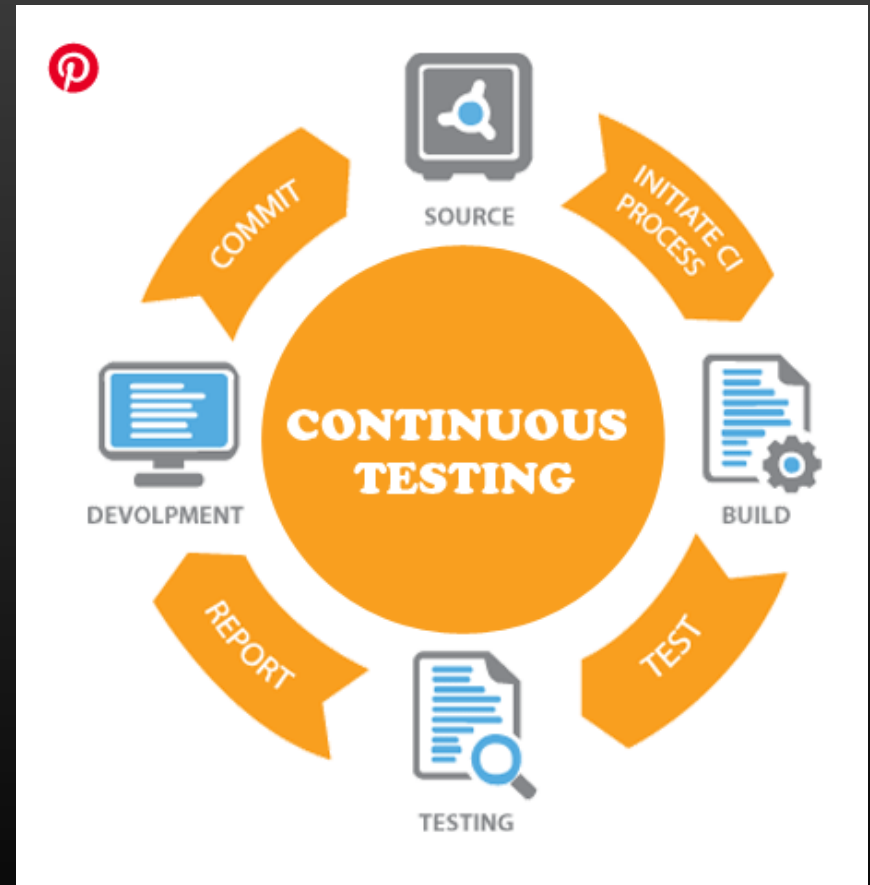 SOURCE
INITIATE CI
PROCESS
BUILD
TEST
TESTING
REPORT
DEVOLPMENT
COMMIT
CONTINUOUS
TESTING